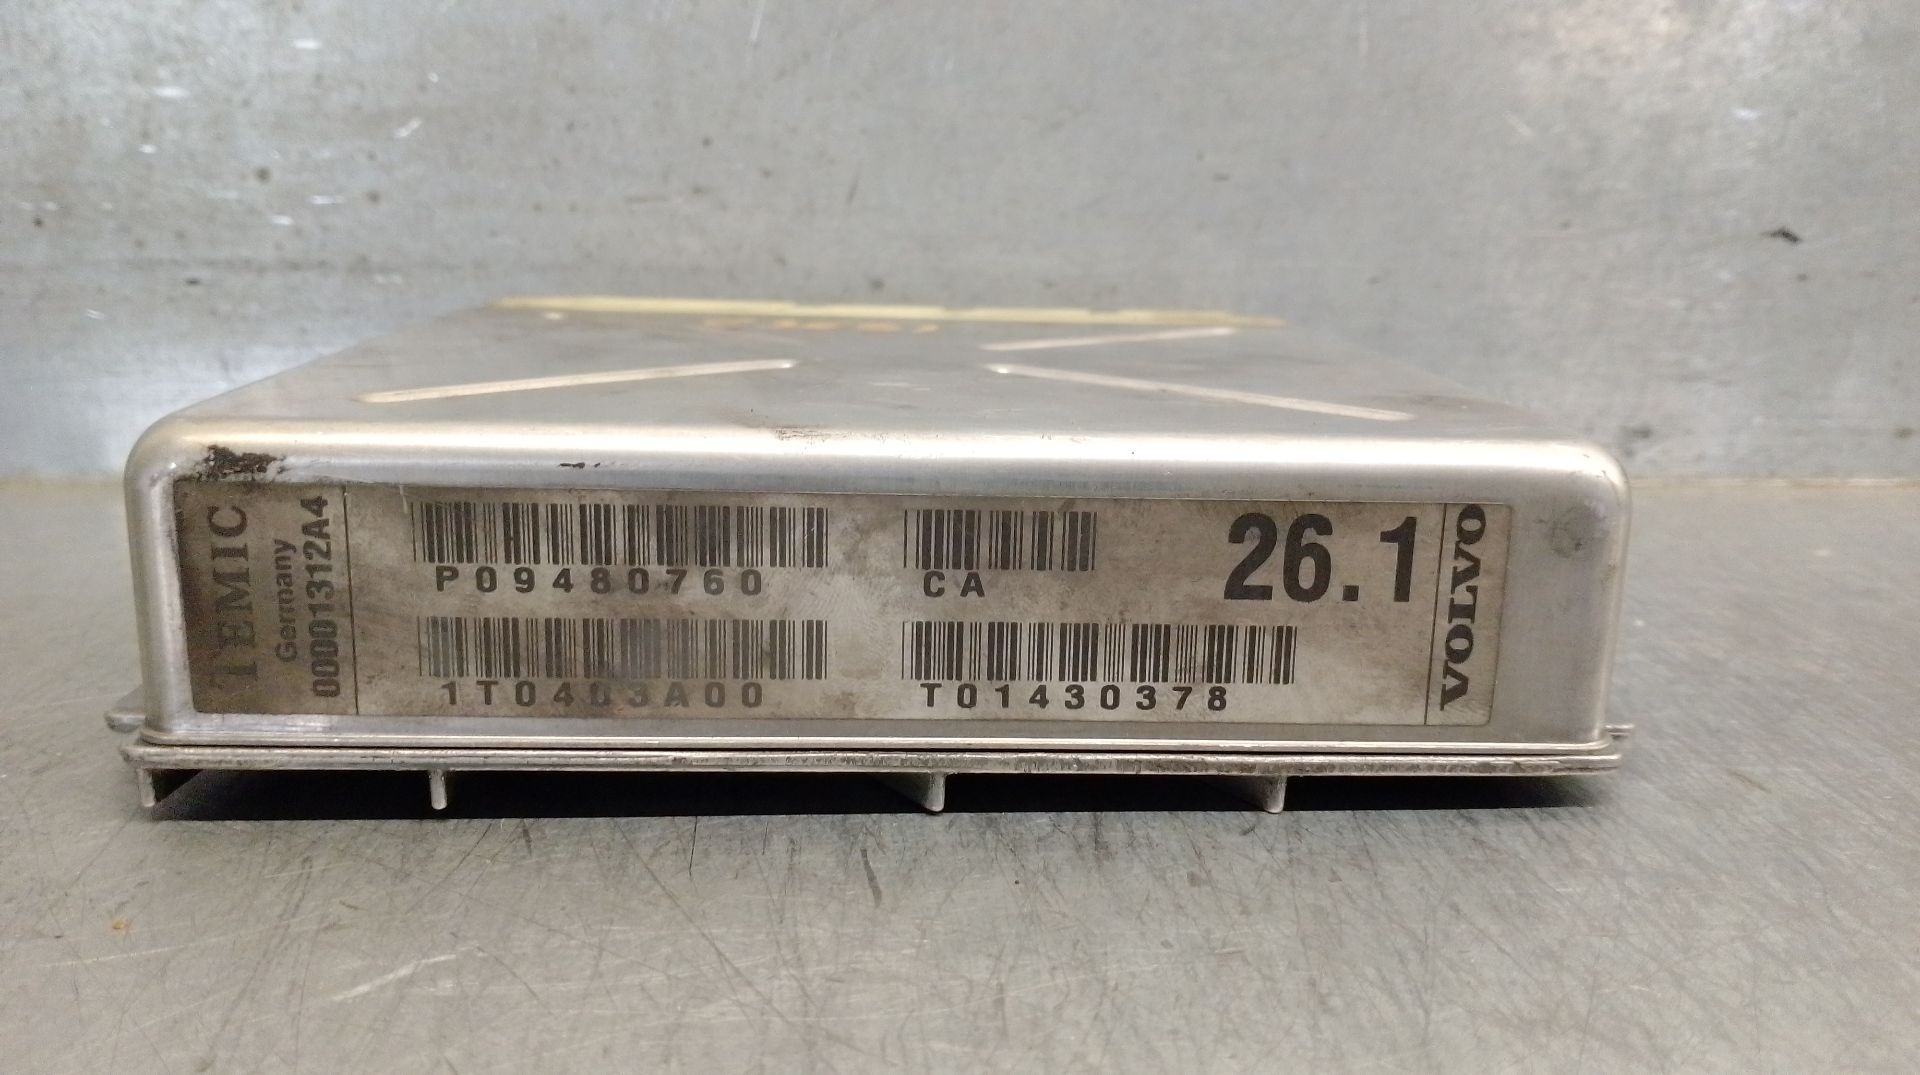 TEMIC
Germany
00001312A4
P09480760
CA
26.1
1T0403A00
T01430378
VOLVO